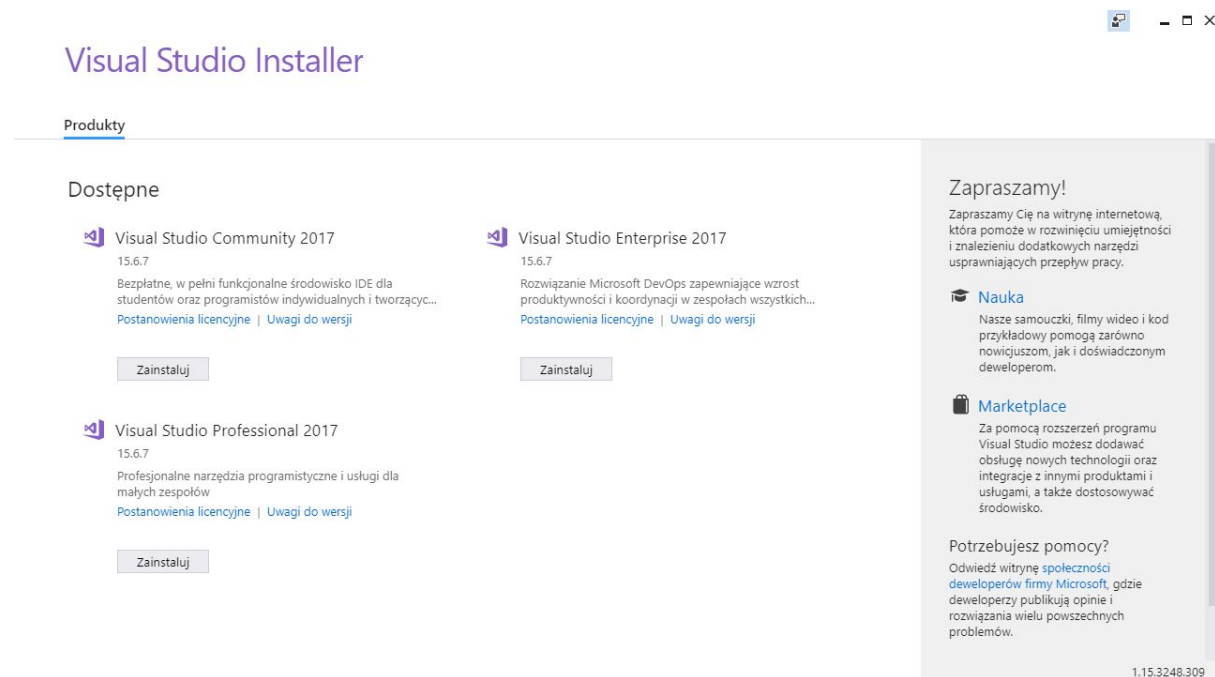 Visual Studio Installer
Produkty
Dostępne
Visual Studio Community 2017
15.6.7
Bezpłatne, w pełni funkcjonalne środowisko IDE dla
studentów oraz programistów indywidualnych i tworzącyc...
Postanowienia licencyjne | Uwagi do wersji
Zainstaluj
Visual Studio Enterprise 2017
15.6.7
Rozwiązanie Microsoft DevOps zapewniające wzrost
produktywności i koordynacji w zespołach wszystkich...
Postanowienia licencyjne | Uwagi do wersji
Zainstaluj
Visual Studio Professional 2017
15.6.7
Profesjonalne narzędzia programistyczne i usługi dla
małych zespołów
Postanowienia licencyjne | Uwagi do wersji
Zainstaluj
Zapraszamy!
Zapraszamy Cię na witrynę internetową,
która pomoże w rozwinięciu umiejętności
i znalezieniu dodatkowych narzędzi
usprawniających przepływ pracy.
Nauka
Nasze samouczki, filmy wideo i kod
przykładowy pomogą zarówno
nowicjuszom, jak i doświadczonym
deweloperom.
Marketplace
Za pomocą rozszerzeń programu
Visual Studio możesz dodawać
obsługę nowych technologii oraz
integracje z innymi produktami i
usługami, a także dostosowywać
środowisko.
Potrzebujesz pomocy?
Odwiedź witrynę społeczności
deweloperów firmy Microsoft, gdzie
deweloperzy publikują opinie i
rozwiązania wielu powszechnych
problemów.
1.15.3248.309